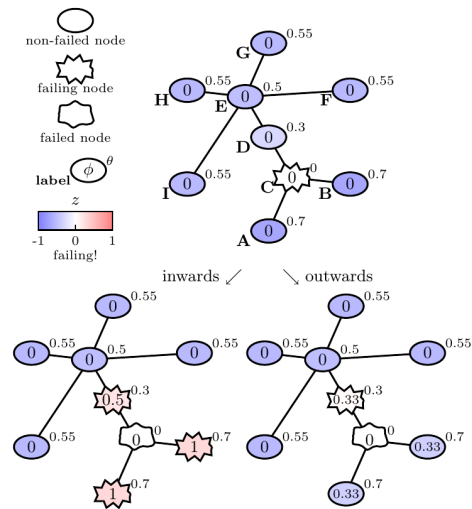 non-failed node
failing node
failed node
label ϕ θ
z
-1 0 1
failing!
G 0 0.55
H 0 0.55
E 0 0.5
F 0 0.55
D 0 0.3
I 0 0.55
C 0 0
B 0 0.7
A 0 0.7
inwards ↙ ↘ outwards
0 0.55
0 0.55
0 0.5
0 0.55
0.5 0.3
0 0.55
0 0
1 0.7
1 0.7
0 0.55
0 0.55
0 0.5
0 0.55
0.33 0.3
0 0.55
0 0
0.33 0.7
0.33 0.7